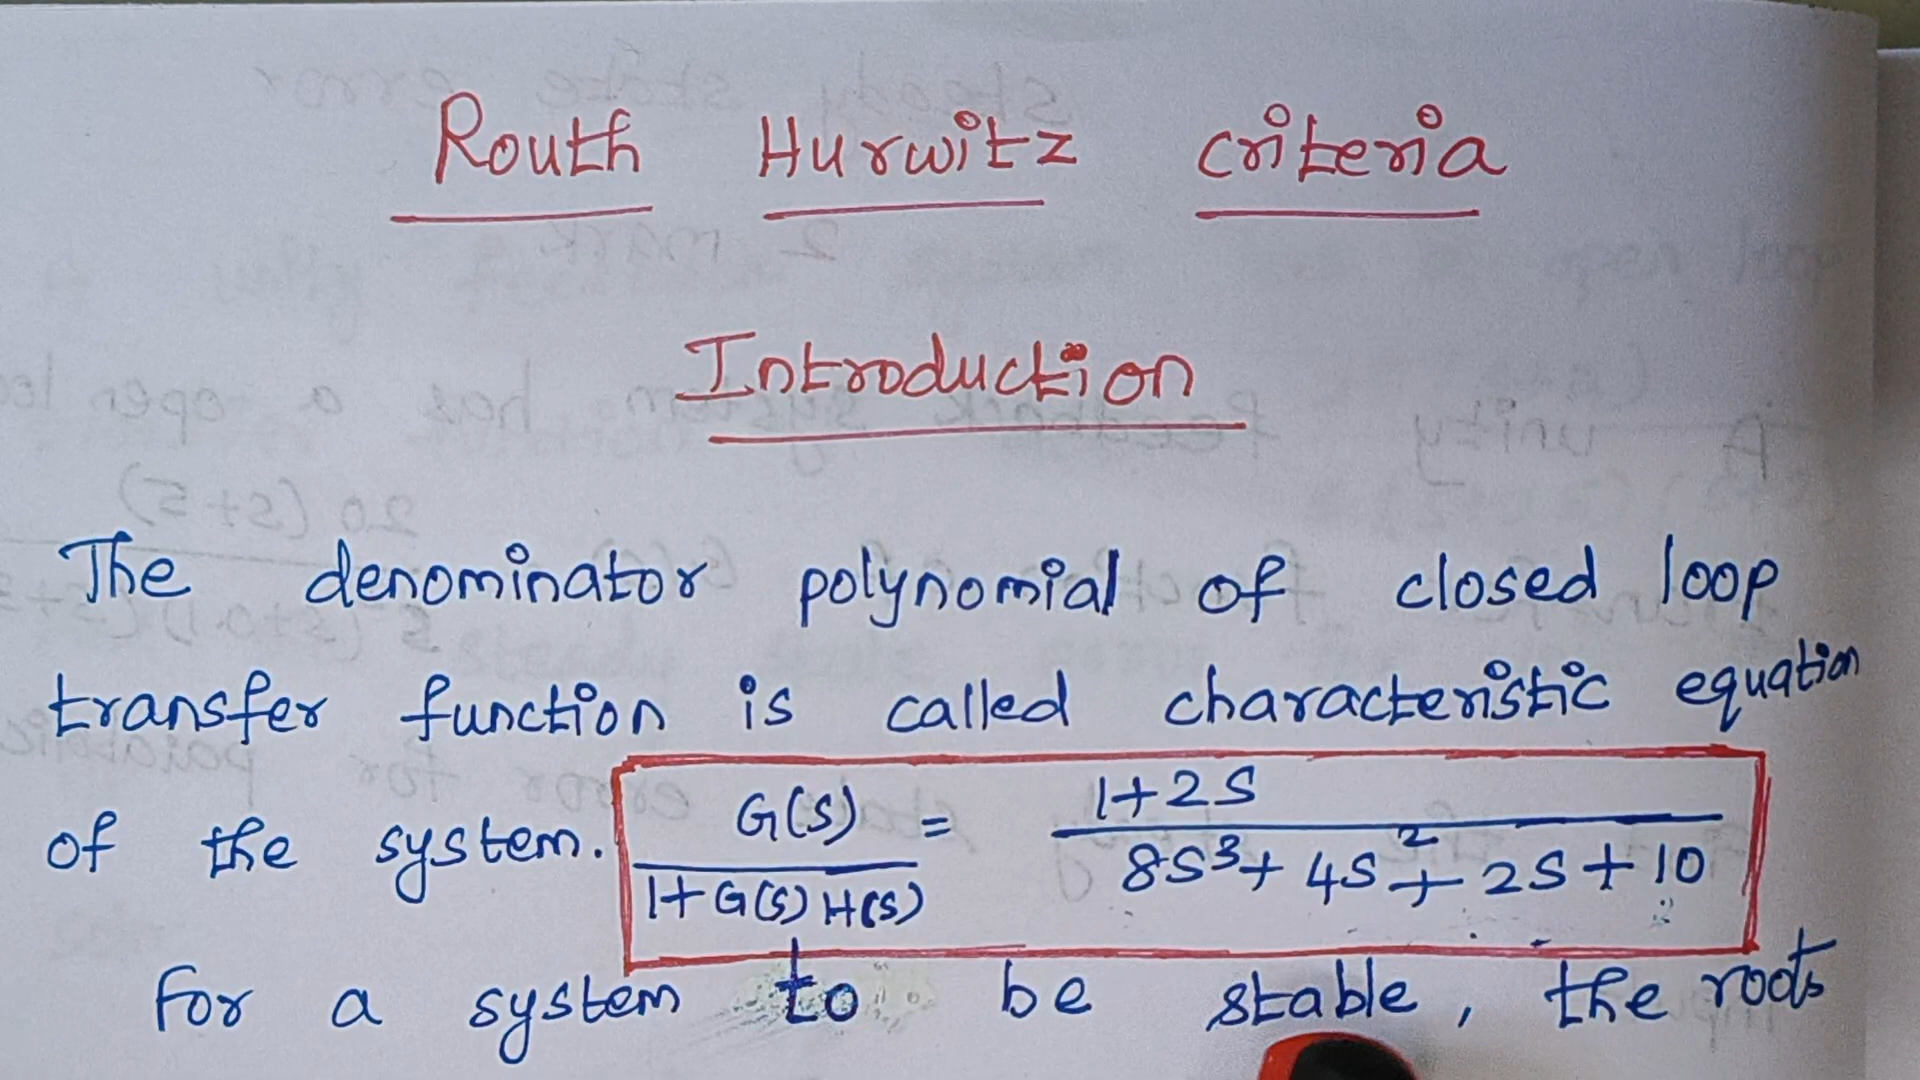 Routh Hurwitz criteria
Introduction
The denominator polynomial of closed loop
transfer function is called characteristic equation
of the system. G(S) / 1+G(S)H(S) = 1+2S / 8S³+4S²+2S+10
For a system to be stable, the roots